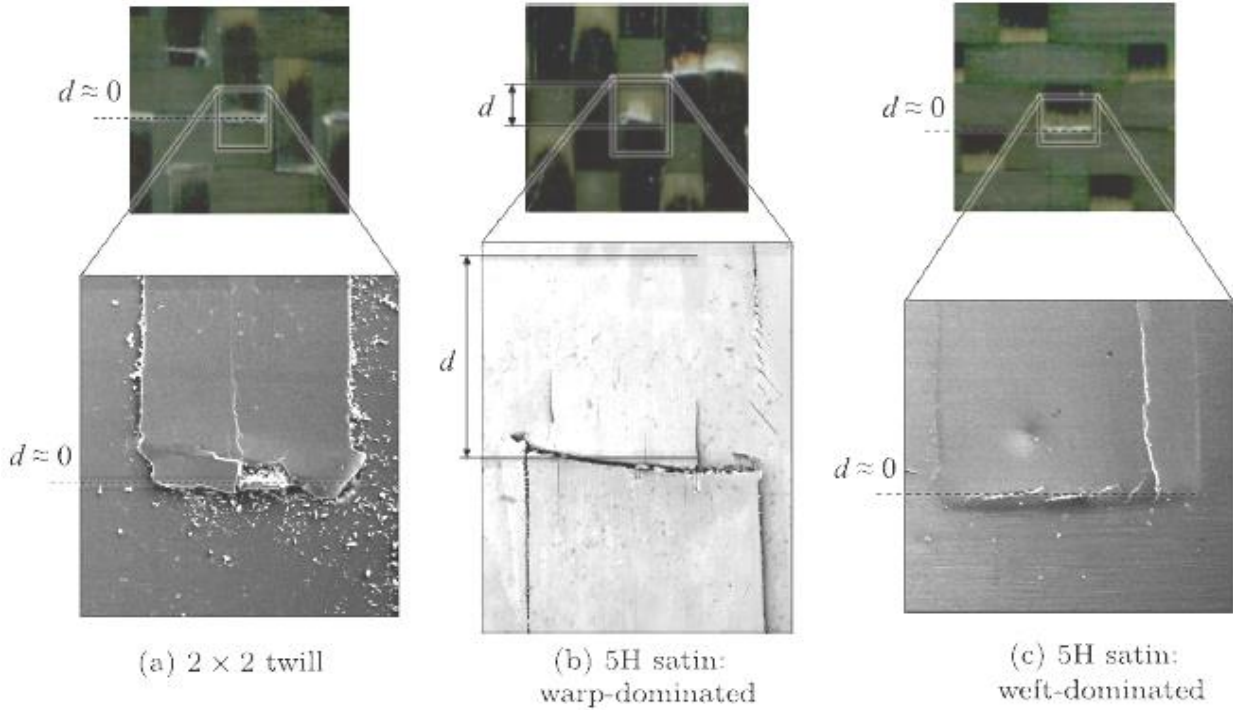 d ≈ 0
d
d ≈ 0
d ≈ 0
d
d ≈ 0
(a) 2 × 2 twill
(b) 5H satin:
warp-dominated
(c) 5H satin:
weft-dominated